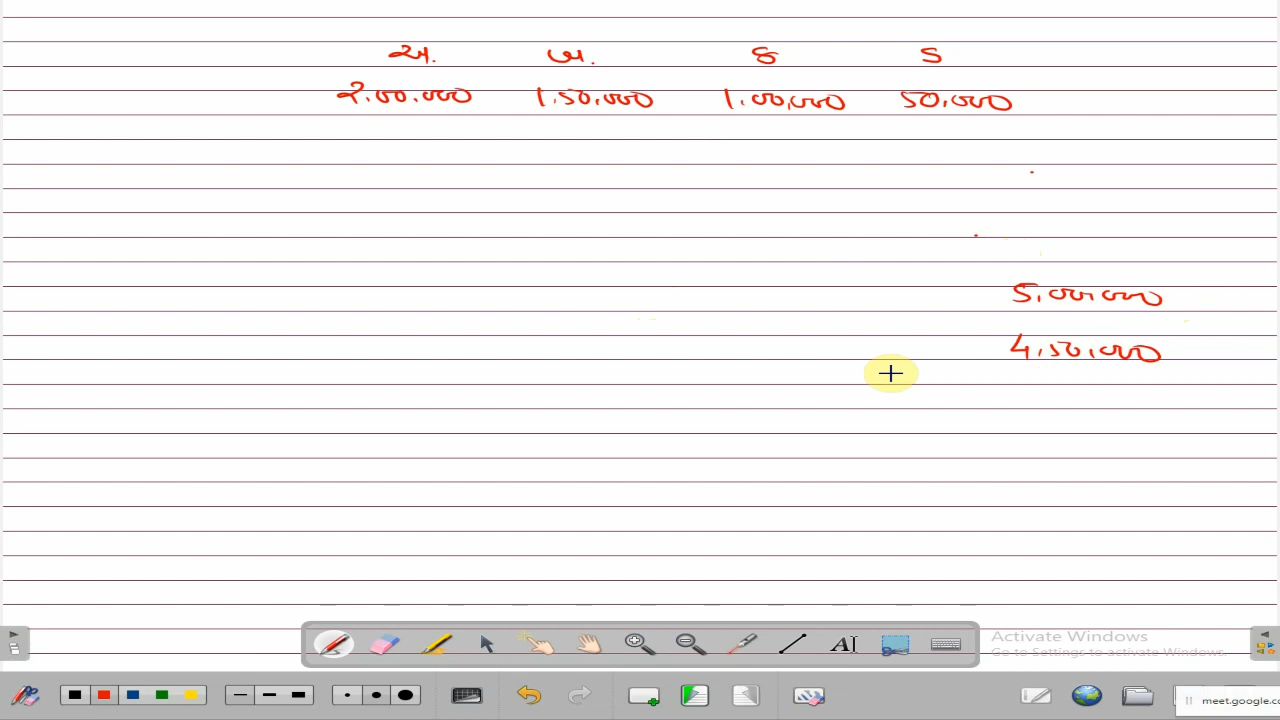 અ. બ. ક ડ
2.00.000 1.50.000 1.00,000 50.000
5.00.000
4.50.000
Activate Windows
Go to Settings to activate Windows.
meet.google.co